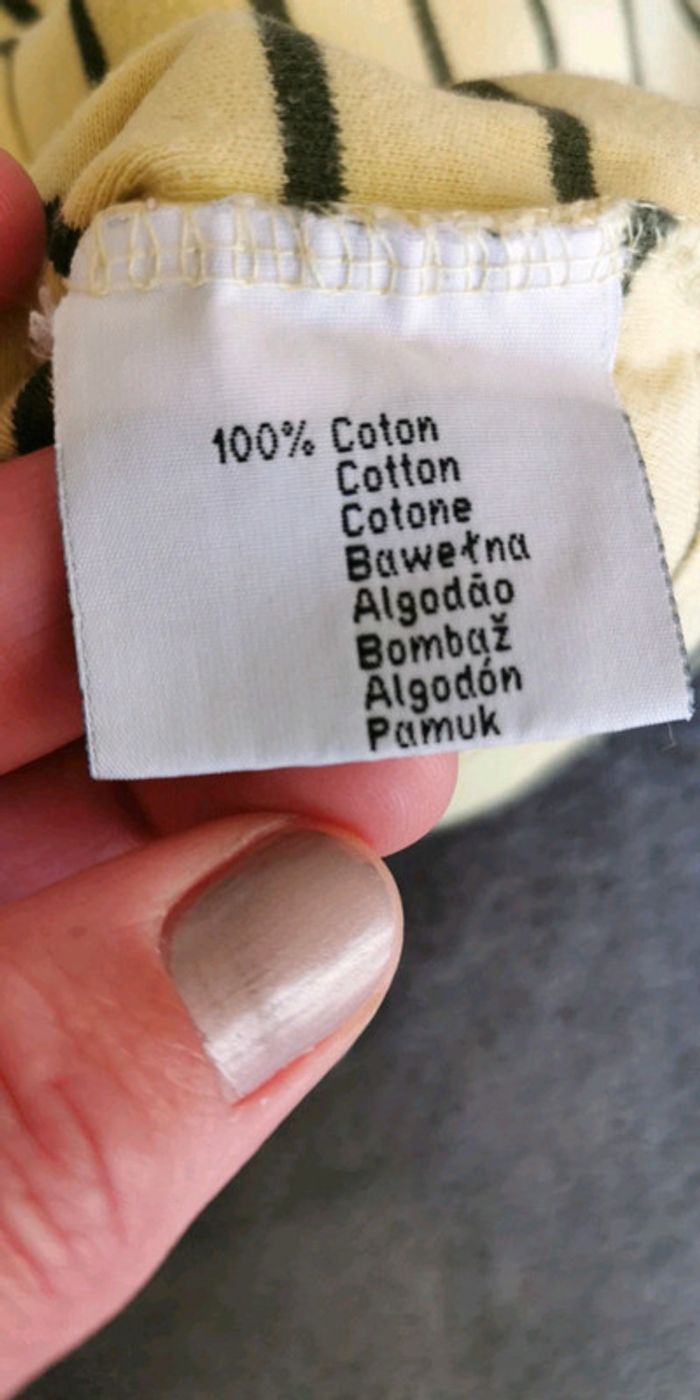 100% Coton
Cotton
Cotone
Bawełna
Algodão
Bombaž
Algodón
Pamuk